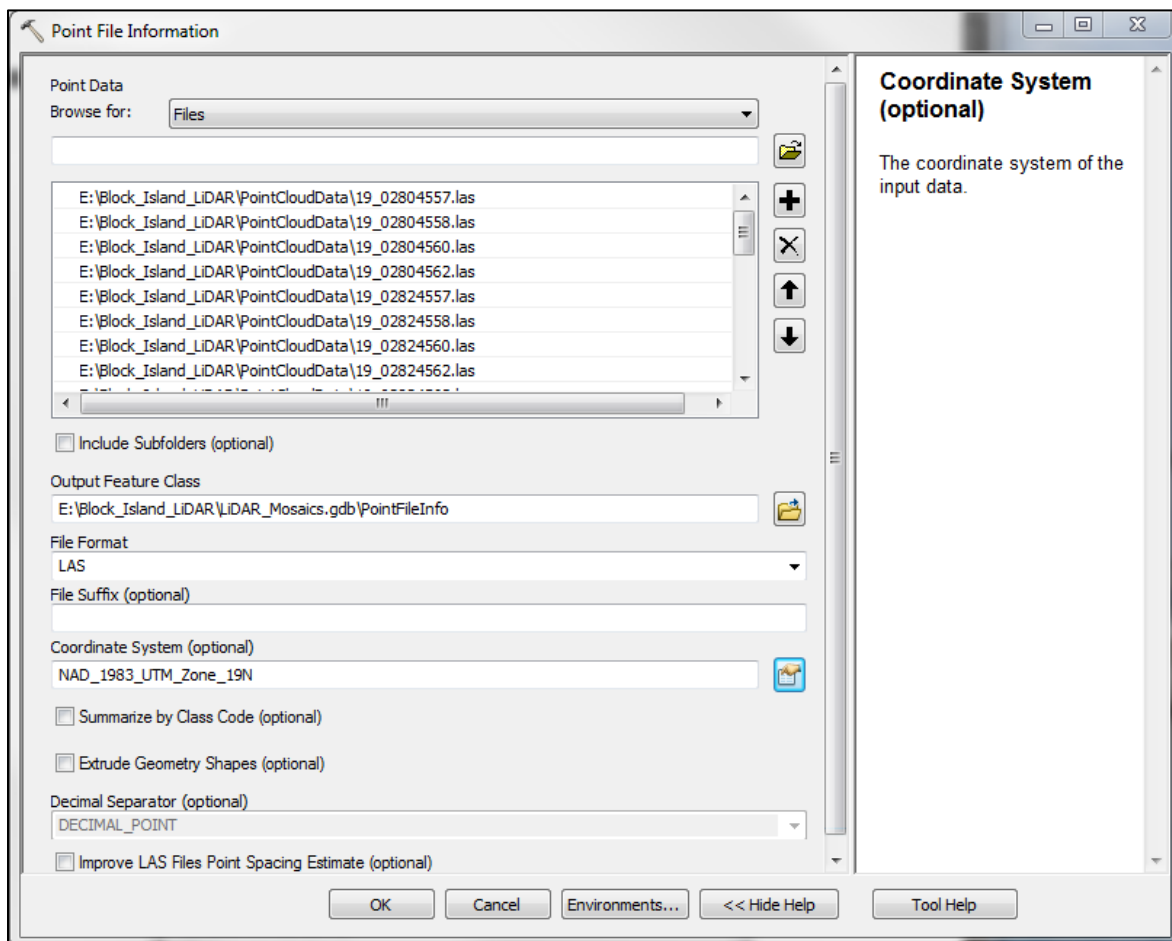 Point File Information
Point Data
Browse for:
Files
E:\Block_Island_LiDAR\PointCloudData\19_02804557.las
E:\Block_Island_LiDAR\PointCloudData\19_02804558.las
E:\Block_Island_LiDAR\PointCloudData\19_02804560.las
E:\Block_Island_LiDAR\PointCloudData\19_02804562.las
E:\Block_Island_LiDAR\PointCloudData\19_02824557.las
E:\Block_Island_LiDAR\PointCloudData\19_02824558.las
E:\Block_Island_LiDAR\PointCloudData\19_02824560.las
E:\Block_Island_LiDAR\PointCloudData\19_02824562.las
Include Subfolders (optional)
Output Feature Class
E:\Block_Island_LiDAR\LiDAR_Mosaics.gdb\PointFileInfo
File Format
LAS
File Suffix (optional)
Coordinate System (optional)
NAD_1983_UTM_Zone_19N
Summarize by Class Code (optional)
Extrude Geometry Shapes (optional)
Decimal Separator (optional)
DECIMAL_POINT
Improve LAS Files Point Spacing Estimate (optional)
OK
Cancel
Environments...
<< Hide Help
Coordinate System
(optional)
The coordinate system of the
input data.
Tool Help